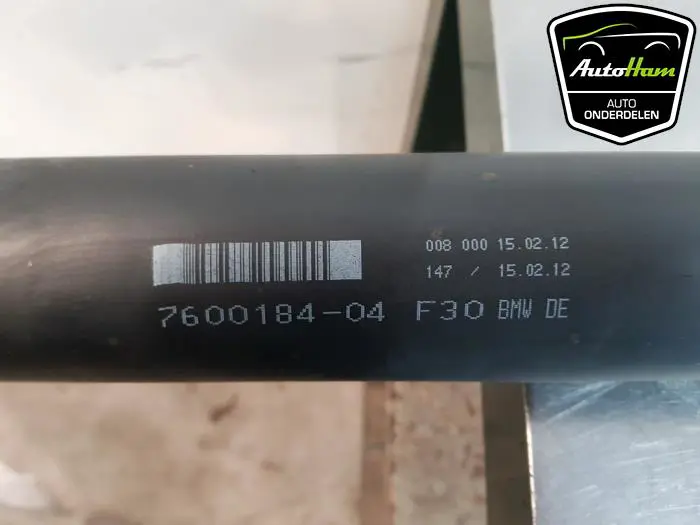 AutoHam
AUTO
ONDERDELEN
008 000 15.02.12
147 / 15.02.12
7600184-04 F30 BMW DE